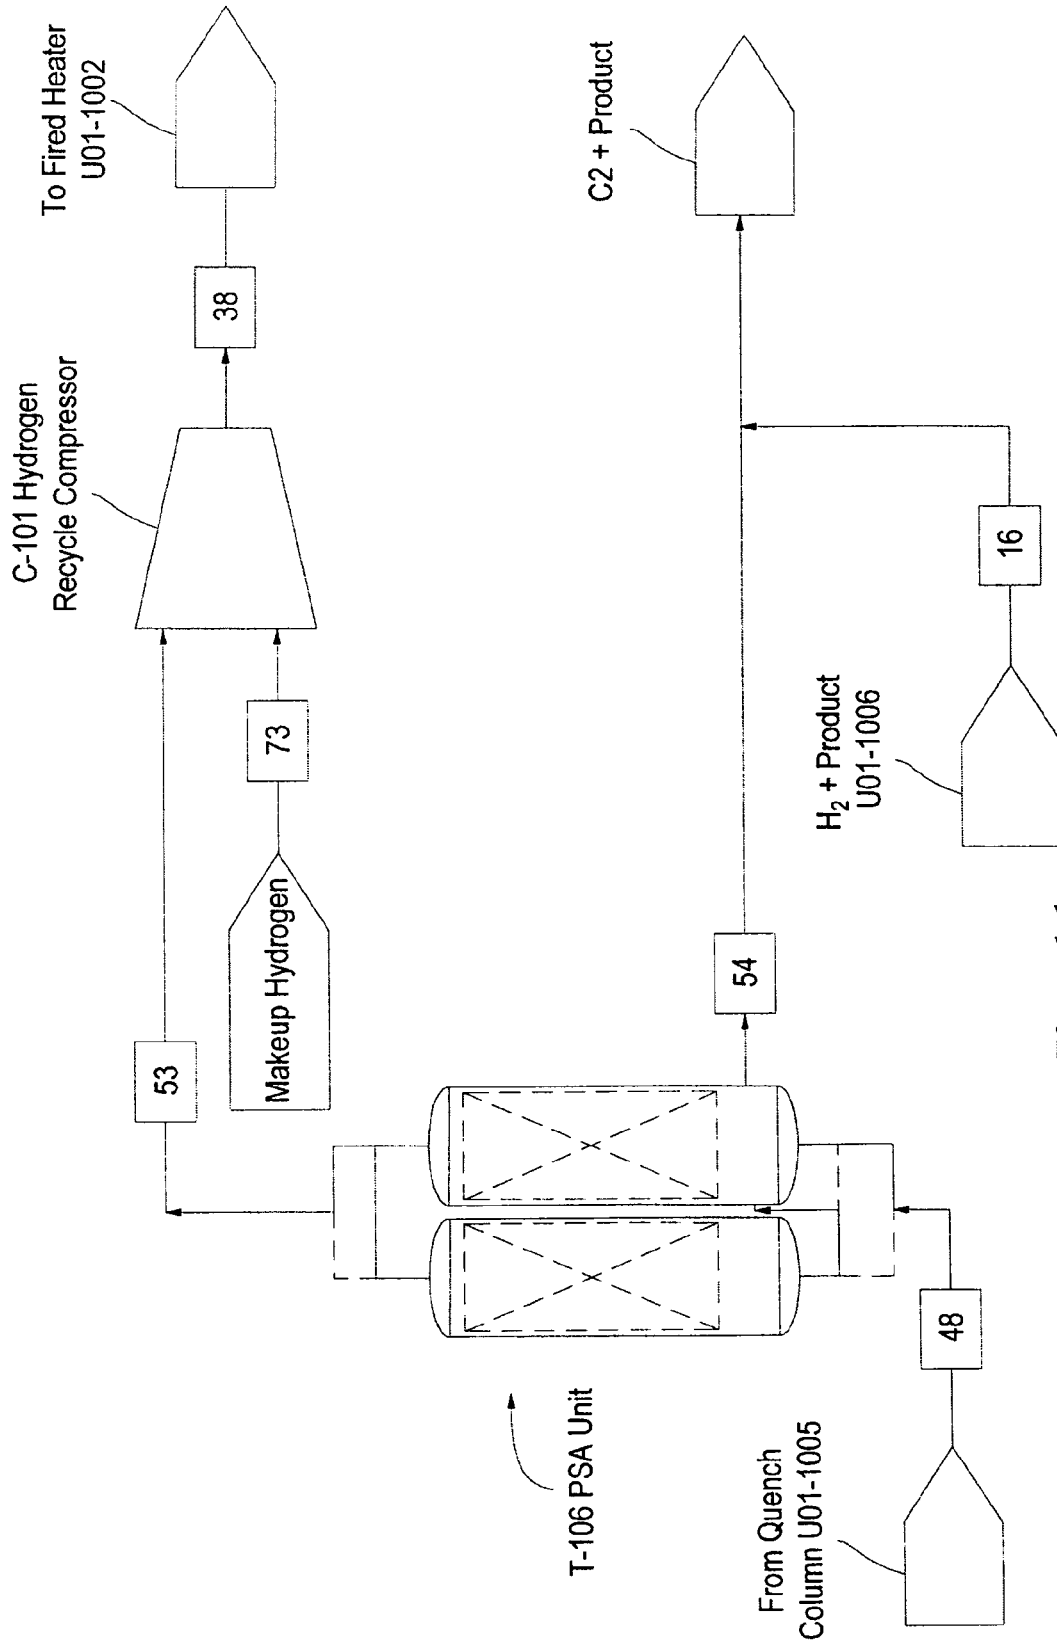 C-101 Hydrogen
Recycle Compressor
To Fired Heater
U01-1002
53
73
38
Makeup Hydrogen
T-106 PSA Unit
54
C2 + Product
H₂ + Product
U01-1006
16
From Quench
Column U01-1005
48